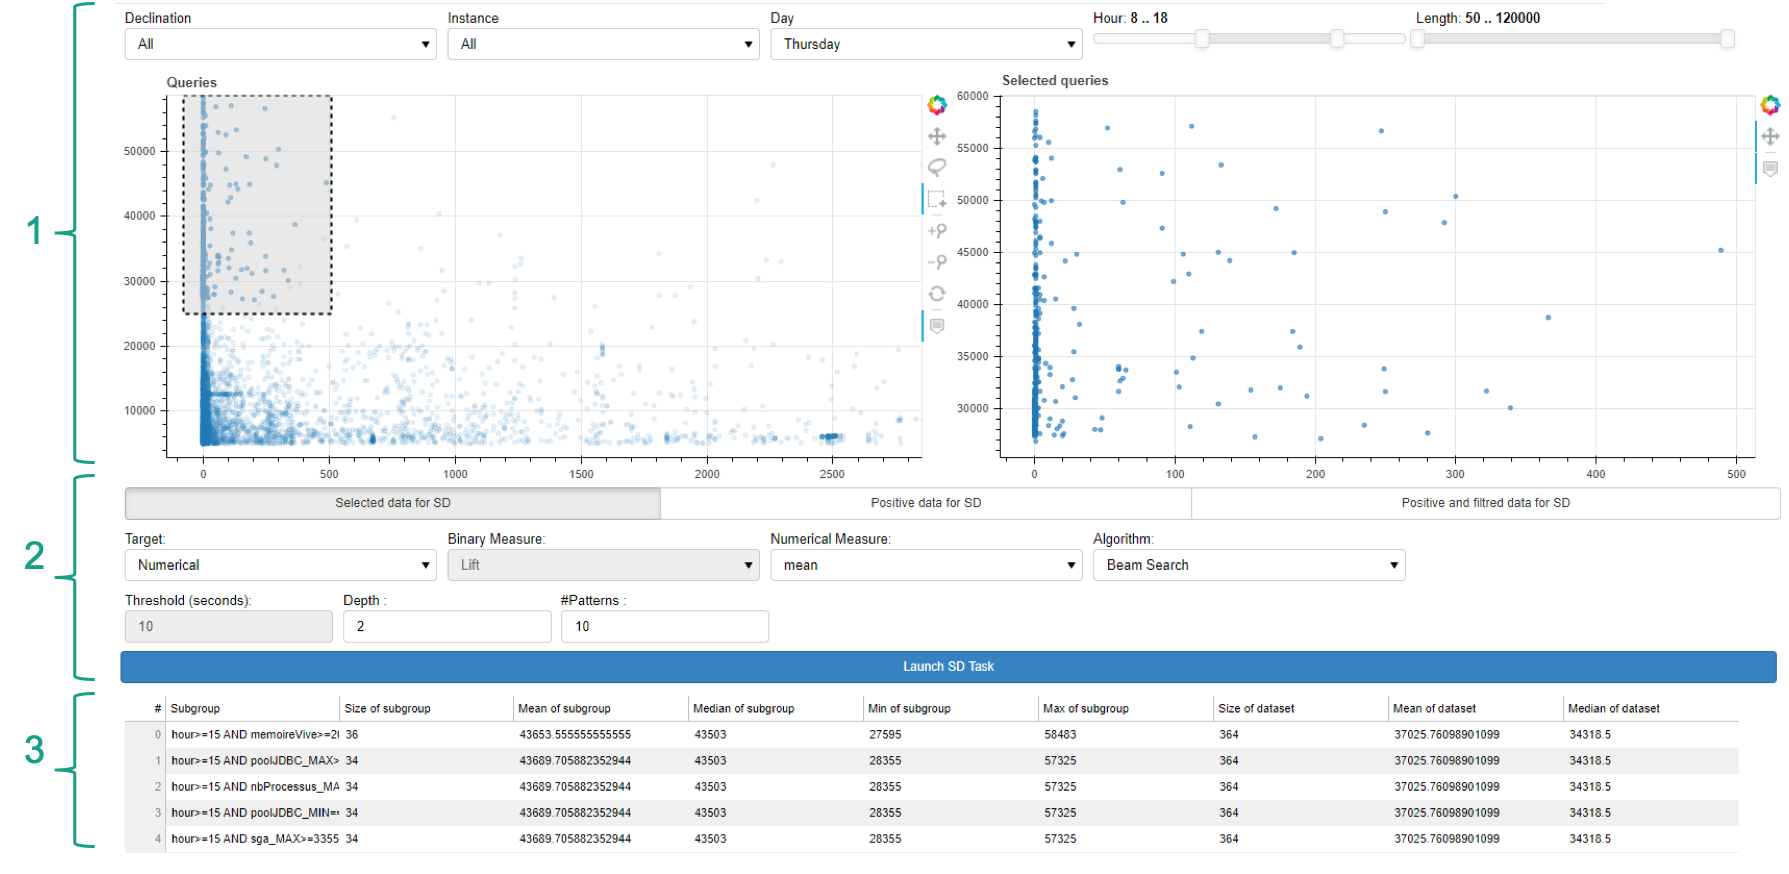 Declination Instance Day Hour: 8 .. 18 Length: 50 .. 120000
All All Thursday
Queries Selected queries
60000
55000
50000 50000
45000
40000 40000
1
35000
30000 30000
20000
10000
0 500 1000 1500 2000 2500 0 100 200 300 400 500
Selected data for SD Positive data for SD Positive and filtred data for SD
Target: Binary Measure: Numerical Measure: Algorithm:
2
Numerical Lift mean Beam Search
Threshold (seconds): Depth : #Patterns :
10 2 10
Launch SD Task
# Subgroup Size of subgroup Mean of subgroup Median of subgroup Min of subgroup Max of subgroup Size of dataset Mean of dataset Median of dataset
0 hour>=15 AND memoireVive>=2( 36 43653.555555555555 43503 27595 58483 364 37025.76098901099 34318.5
3
1 hour>=15 AND poolJDBC_MAX> 34 43689.705882352944 43503 28355 57325 364 37025.76098901099 34318.5
2 hour>=15 AND nbProcessus_MA 34 43689.705882352944 43503 28355 57325 364 37025.76098901099 34318.5
3 hour>=15 AND poolJDBC_MIN= 34 43689.705882352944 43503 28355 57325 364 37025.76098901099 34318.5
4 hour>=15 AND sga_MAX>=3355 34 43689.705882352944 43503 28355 57325 364 37025.76098901099 34318.5